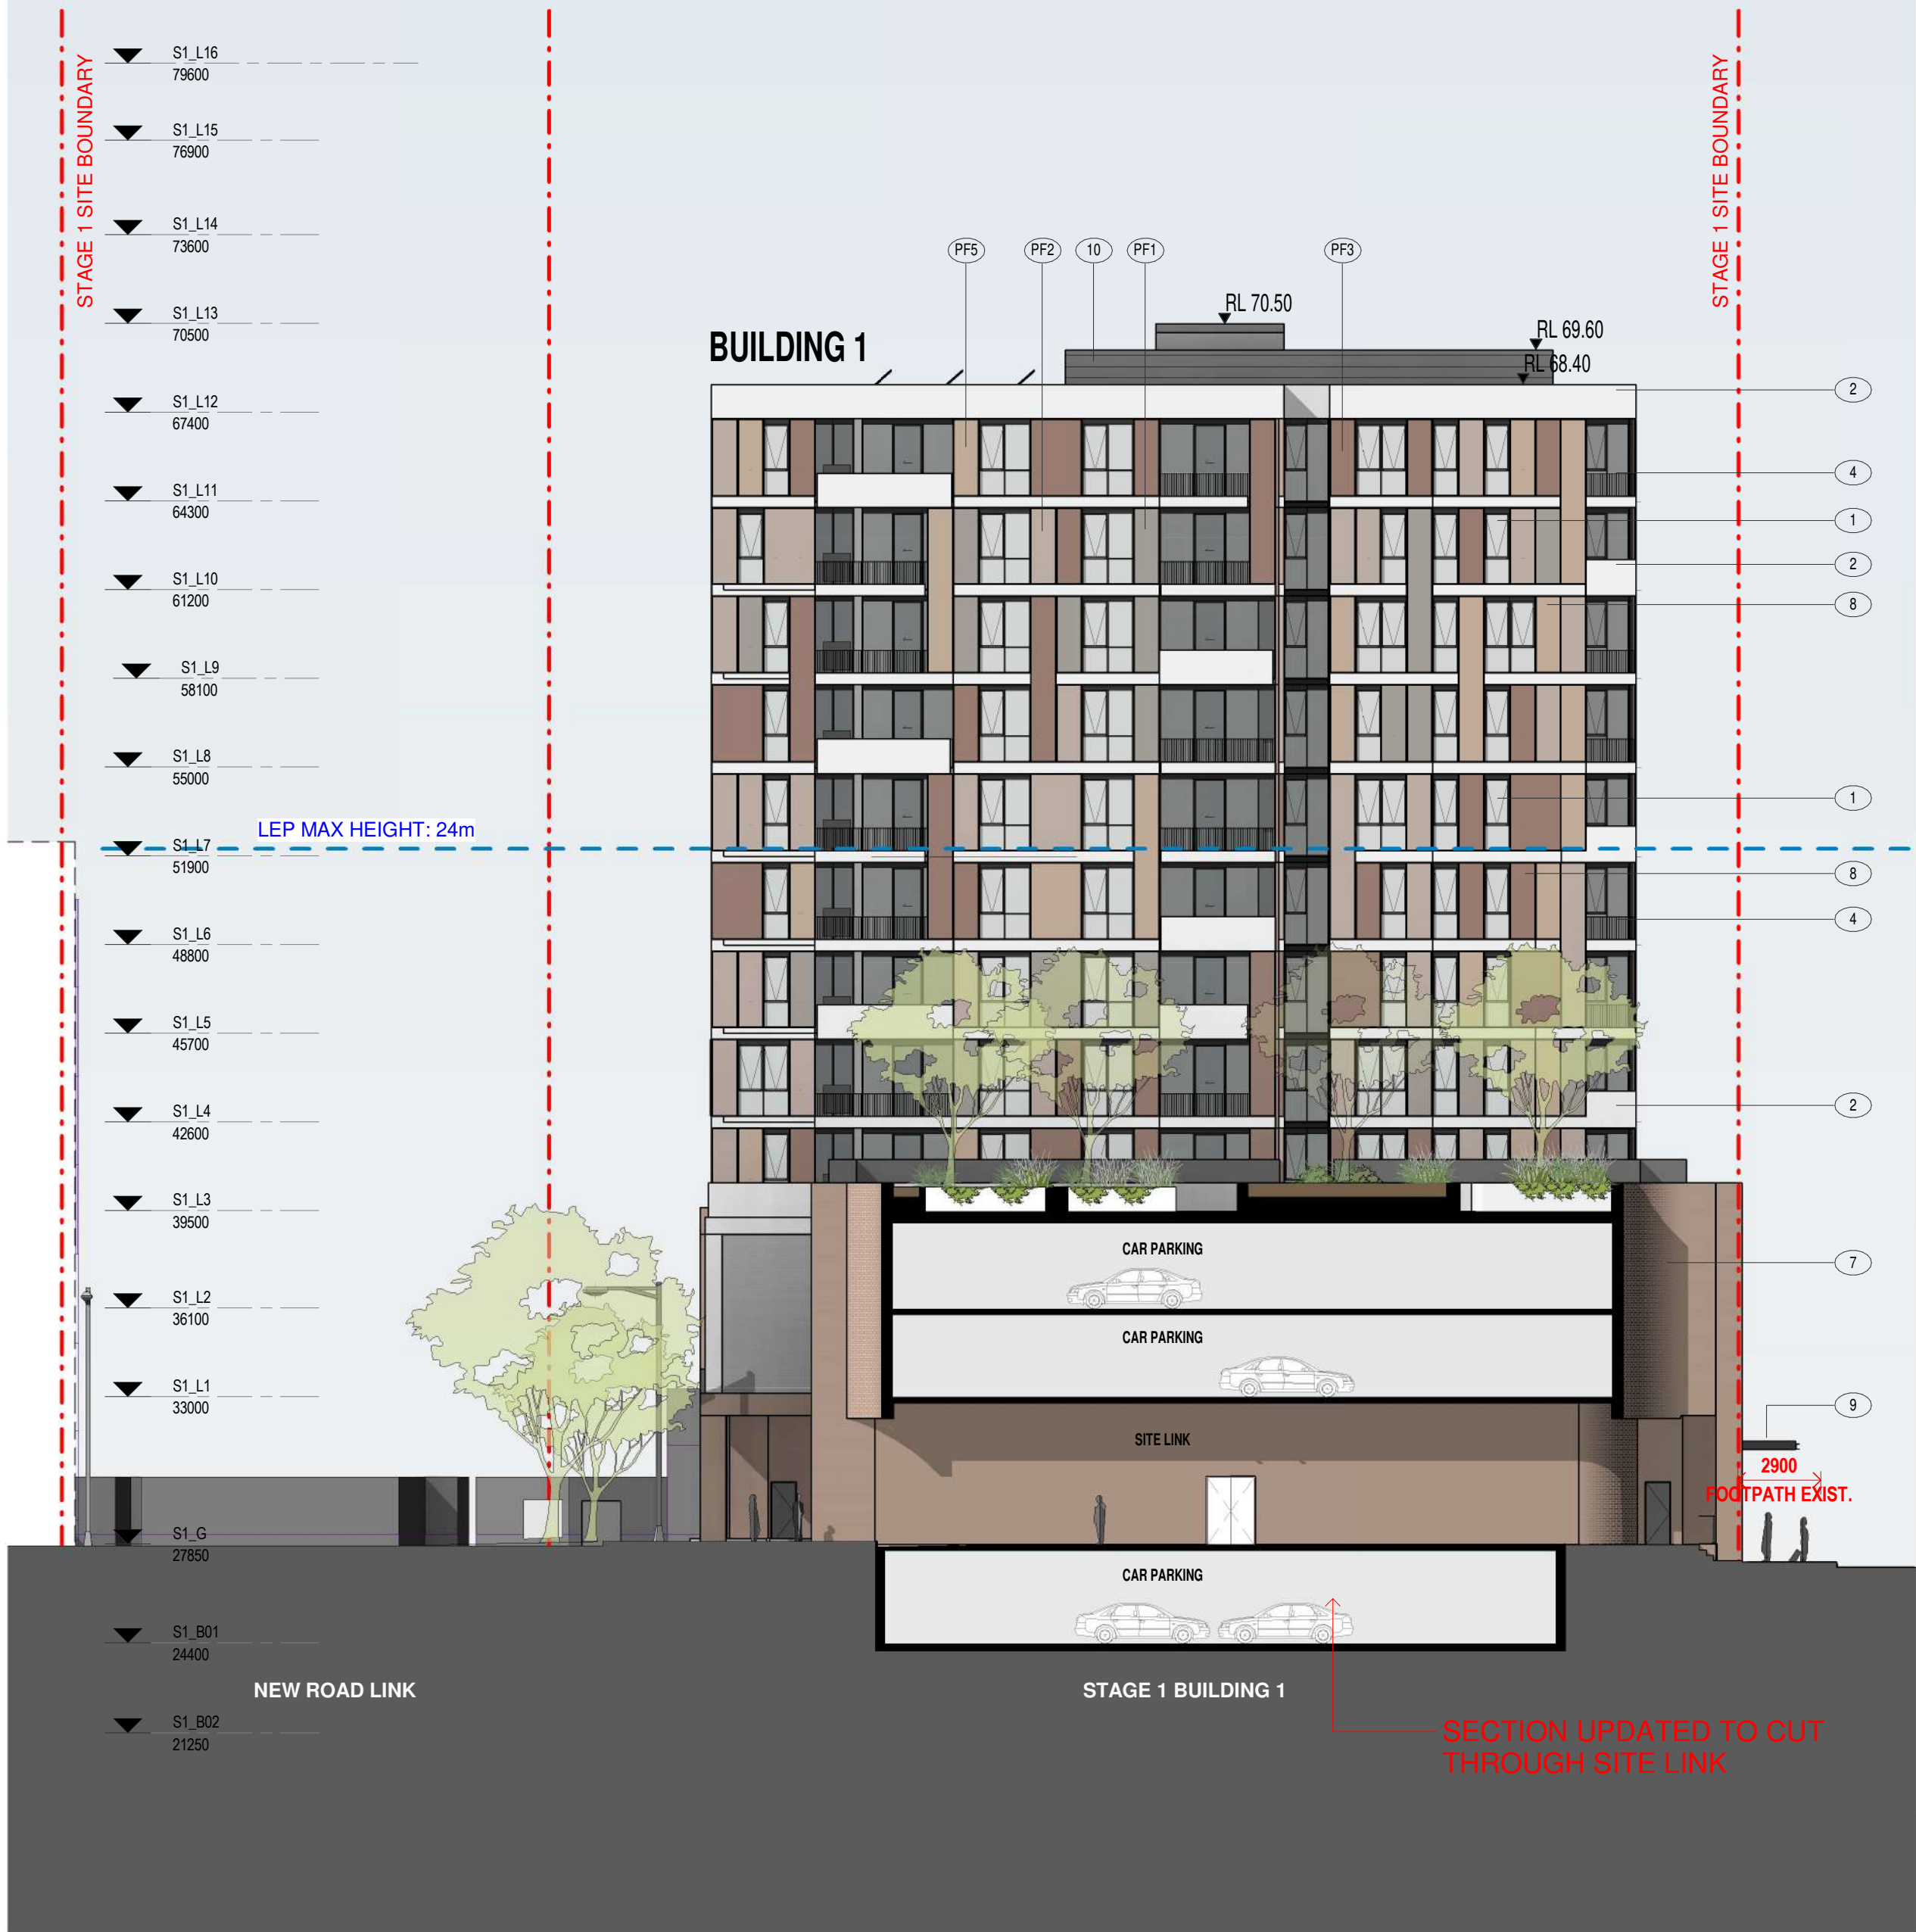 S1_L16
79600
STAGE 1 SITE BOUNDARY
STAGE 1 SITE BOUNDARY
S1_L15
76900
S1_L14
73600
PF5
PF2
10
PF1
PF3
S1_L13
70500
RL 70.50
RL 69.60
BUILDING 1
RL 68.40
2
S1_L12
67400
4
S1_L11
64300
1
2
S1_L10
61200
8
S1_L9
58100
S1_L8
55000
1
LEP MAX HEIGHT: 24m
S1_L7
51900
8
4
S1_L6
48800
S1_L5
45700
2
S1_L4
42600
S1_L3
39500
CAR PARKING
7
S1_L2
36100
CAR PARKING
S1_L1
33000
9
SITE LINK
2900
FOOTPATH EXIST.
S1_G
27850
CAR PARKING
S1_B01
24400
NEW ROAD LINK
STAGE 1 BUILDING 1
S1_B02
21250
SECTION UPDATED TO CUT
THROUGH SITE LINK